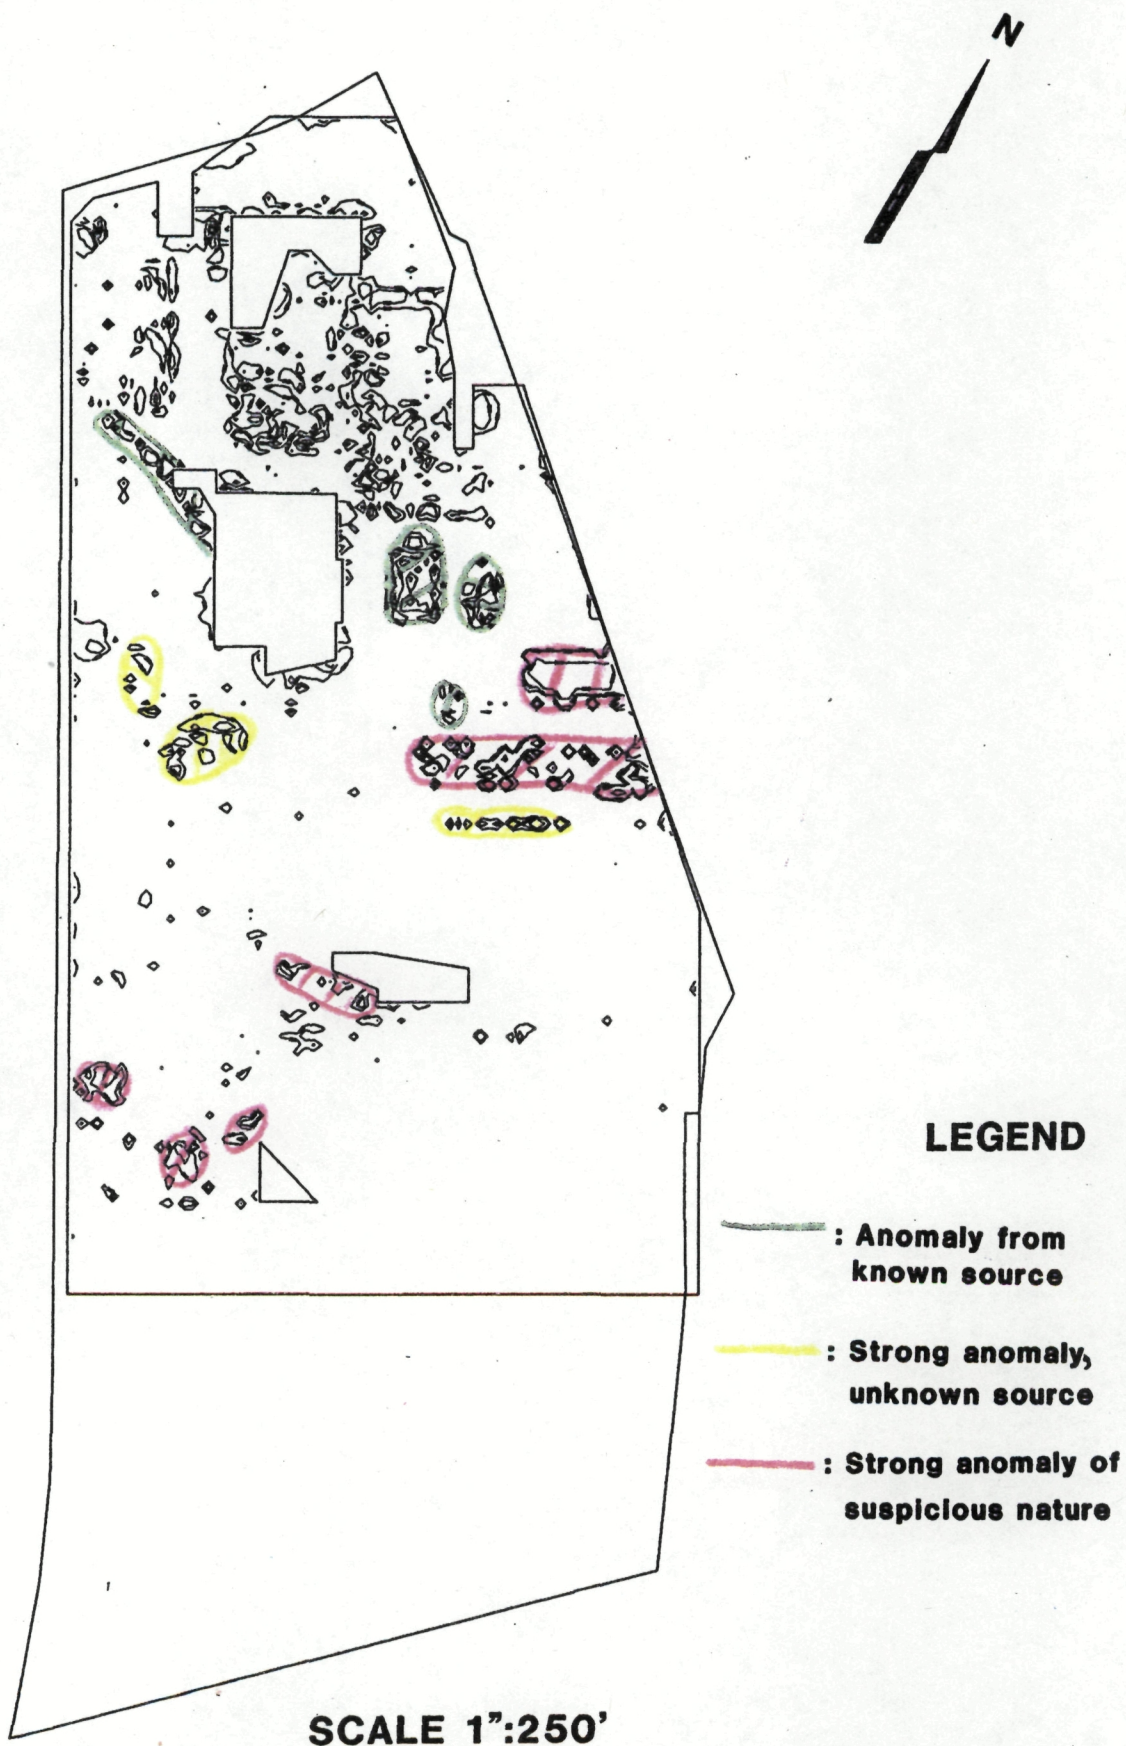 N
LEGEND
: Anomaly from
known source
: Strong anomaly,
unknown source
: Strong anomaly of
suspicious nature
SCALE 1":250'